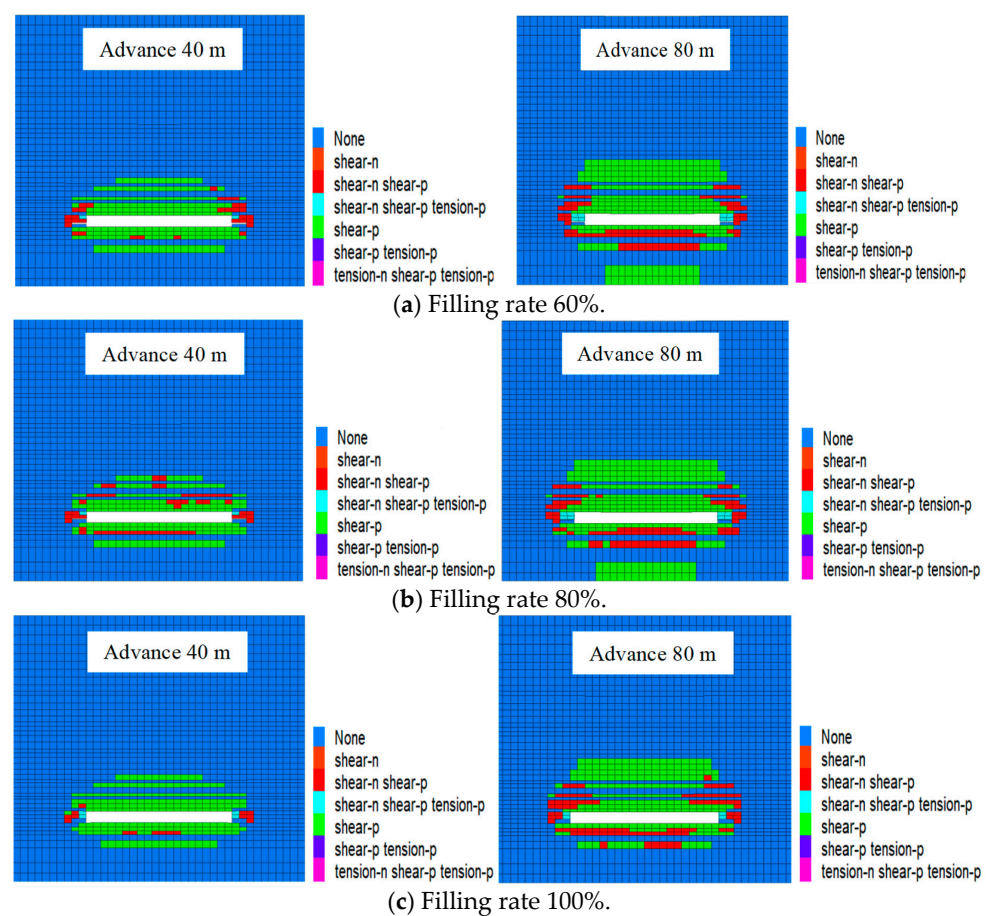 Advance 40 m
None
shear-n
shear-n shear-p
shear-n shear-p tension-p
shear-p
shear-p tension-p
tension-n shear-p tension-p
Advance 80 m
None
shear-n
shear-n shear-p
shear-n shear-p tension-p
shear-p
shear-p tension-p
tension-n shear-p tension-p
(a) Filling rate 60%.
Advance 40 m
None
shear-n
shear-n shear-p
shear-n shear-p tension-p
shear-p
shear-p tension-p
tension-n shear-p tension-p
Advance 80 m
None
shear-n
shear-n shear-p
shear-n shear-p tension-p
shear-p
shear-p tension-p
tension-n shear-p tension-p
(b) Filling rate 80%.
Advance 40 m
None
shear-n
shear-n shear-p
shear-n shear-p tension-p
shear-p
shear-p tension-p
tension-n shear-p tension-p
Advance 80 m
None
shear-n
shear-n shear-p
shear-n shear-p tension-p
shear-p
shear-p tension-p
tension-n shear-p tension-p
(c) Filling rate 100%.